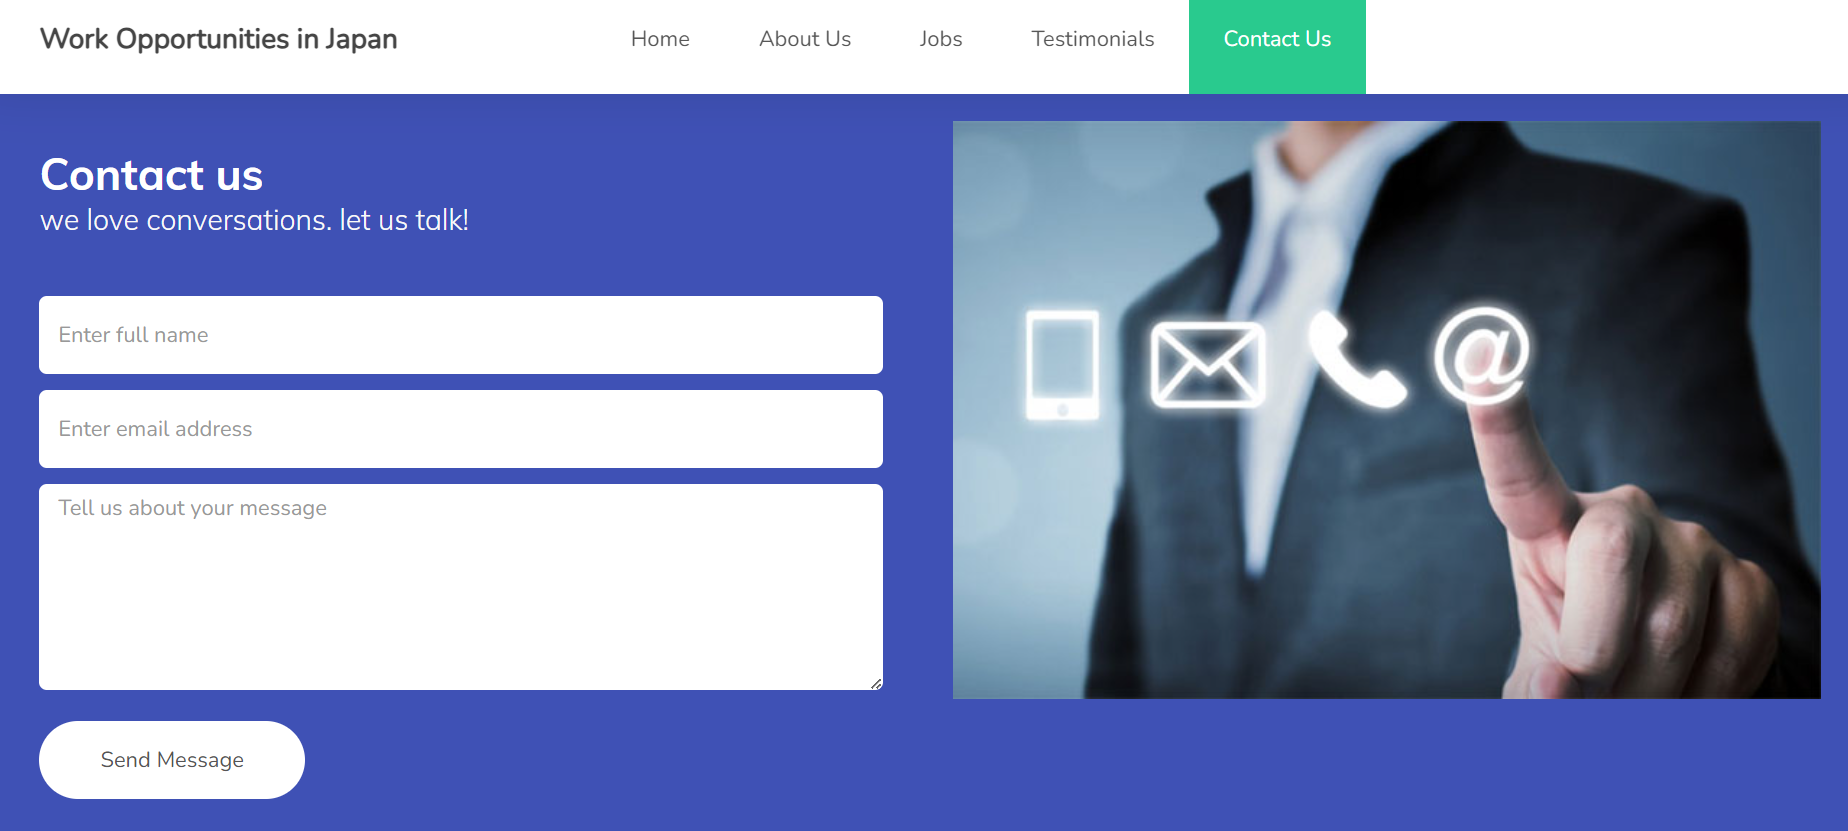 Work Opportunities in Japan
Home About Us Jobs Testimonials Contact Us
Contact us
we love conversations. let us talk!
Enter full name
Enter email address
Tell us about your message
Send Message
@